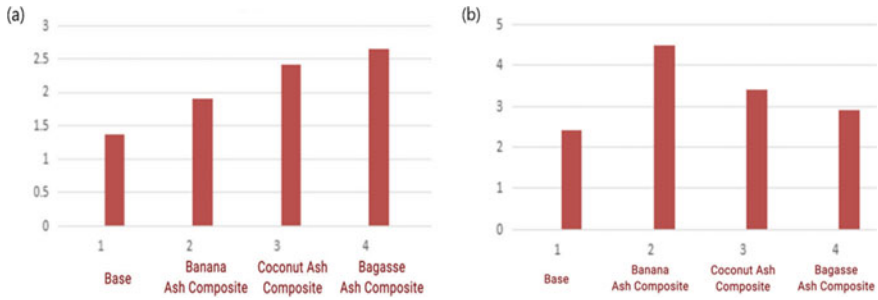 (a)
3
2.5
2
1.5
1
0.5
0
1 2 3 4
Base Banana Ash Composite Coconut Ash Composite Bagasse Ash Composite
(b)
5
4
3
2
1
0
1 2 3 4
Base Banana Ash Composite Coconut Ash Composite Bagasse Ash Composite